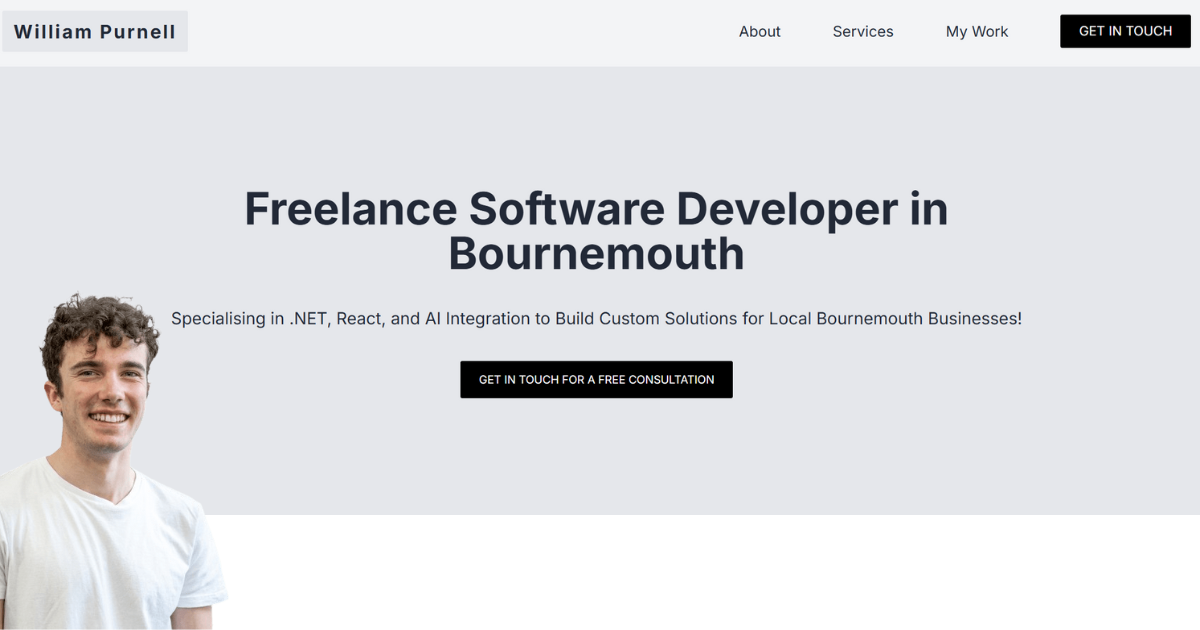 William Purnell
About
Services
My Work
GET IN TOUCH
Freelance Software Developer in
Bournemouth
Specialising in .NET, React, and AI Integration to Build Custom Solutions for Local Bournemouth Businesses!
GET IN TOUCH FOR A FREE CONSULTATION